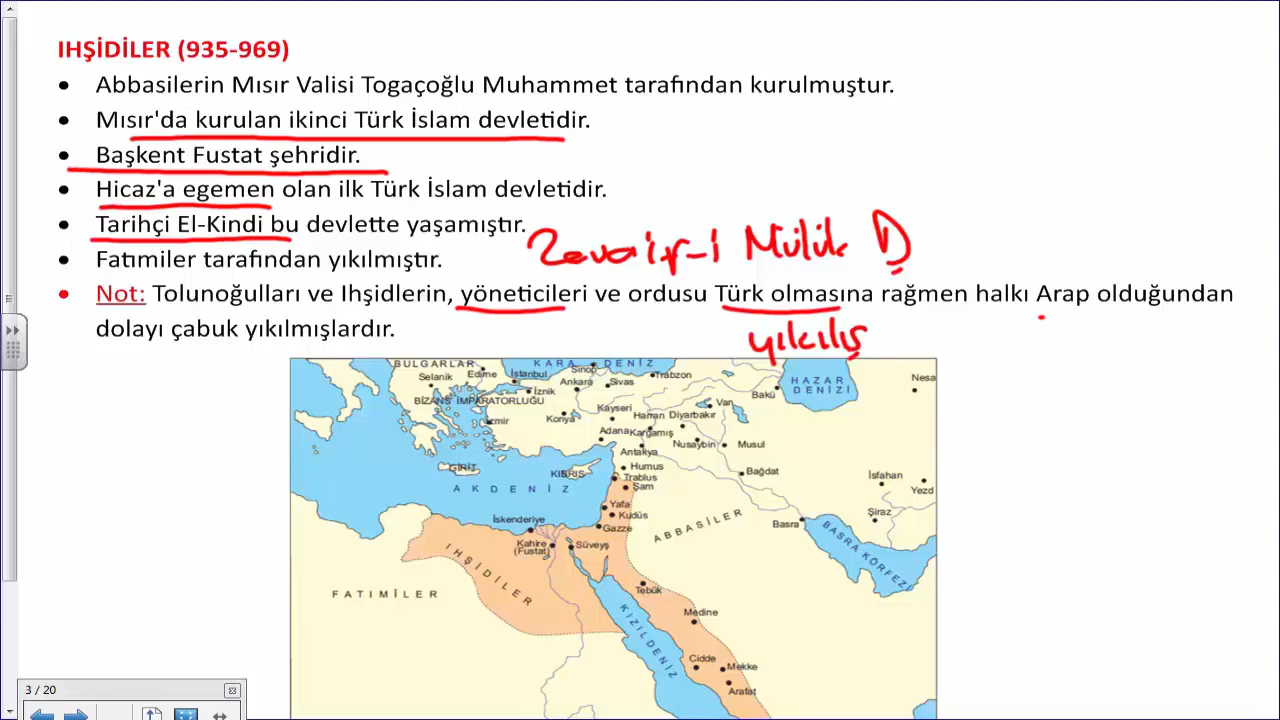 IHŞİDİLER (935-969)
• Abbasilerin Mısır Valisi Togaçoğlu Muhammet tarafından kurulmuştur.
• Mısır'da kurulan ikinci Türk İslam devletidir.
• Başkent Fustat şehridir.
• Hicaz'a egemen olan ilk Türk İslam devletidir.
• Tarihçi El-Kindi bu devlette yaşamıştır.
Tevaif-i Mülük D
• Fatımiler tarafından yıkılmıştır.
• Not: Tolunoğulları ve Ihşidlerin, yöneticileri ve ordusu Türk olmasına rağmen halkı Arap olduğundan
dolayı çabuk yıkılmışlardır.
yıkılış
BULGARLAR
KARADENİZ
HAZAR
DENİZİ
Selanik
Edirne
İstanbul
Sinop
Trabzon
Nesa
İznik
Ankara
Sivas
Bakü
BİZANS İMPARATORLUĞU
Kayseri
Harran
Diyarbakır
Van
İzmir
Konya
Adana
Kargamış
Nusaybin
Musul
Antakya
GİRİT
KIBRIS
Humus
Trablus
Şam
Bağdat
İsfahan
Yezd
AKDENİZ
Yafa
Kudüs
Gazze
ABBASİLER
Basra
Şiraz
BASRA KÖRFEZİ
İskenderiye
Kahire
(Fustat)
Süveyş
IHŞİDİLER
FATIMİLER
Tebük
KIZILDENİZ
Medine
Cidde
Mekke
Arafat
3 / 20